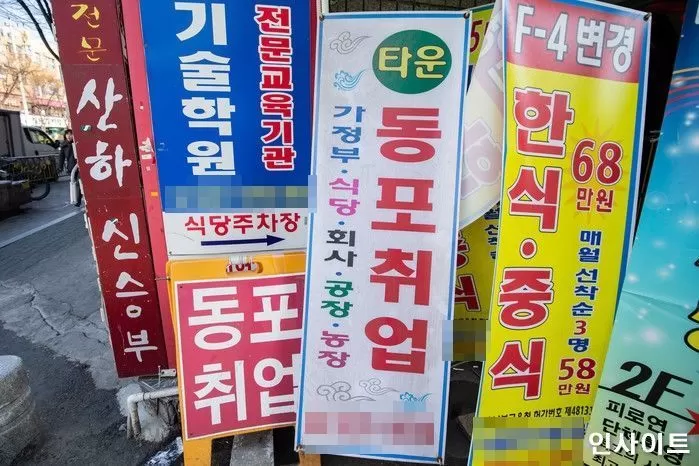 전문
산하
신승부
기술학원
전문교육기관
식당주차장
동포
취업
타운
동포취업
가정부·식당·회사·공장·농장
F-4 변경
한식·중식
68
만원
매월 선착순 3명
58
만원
2F
피로연
인사이트